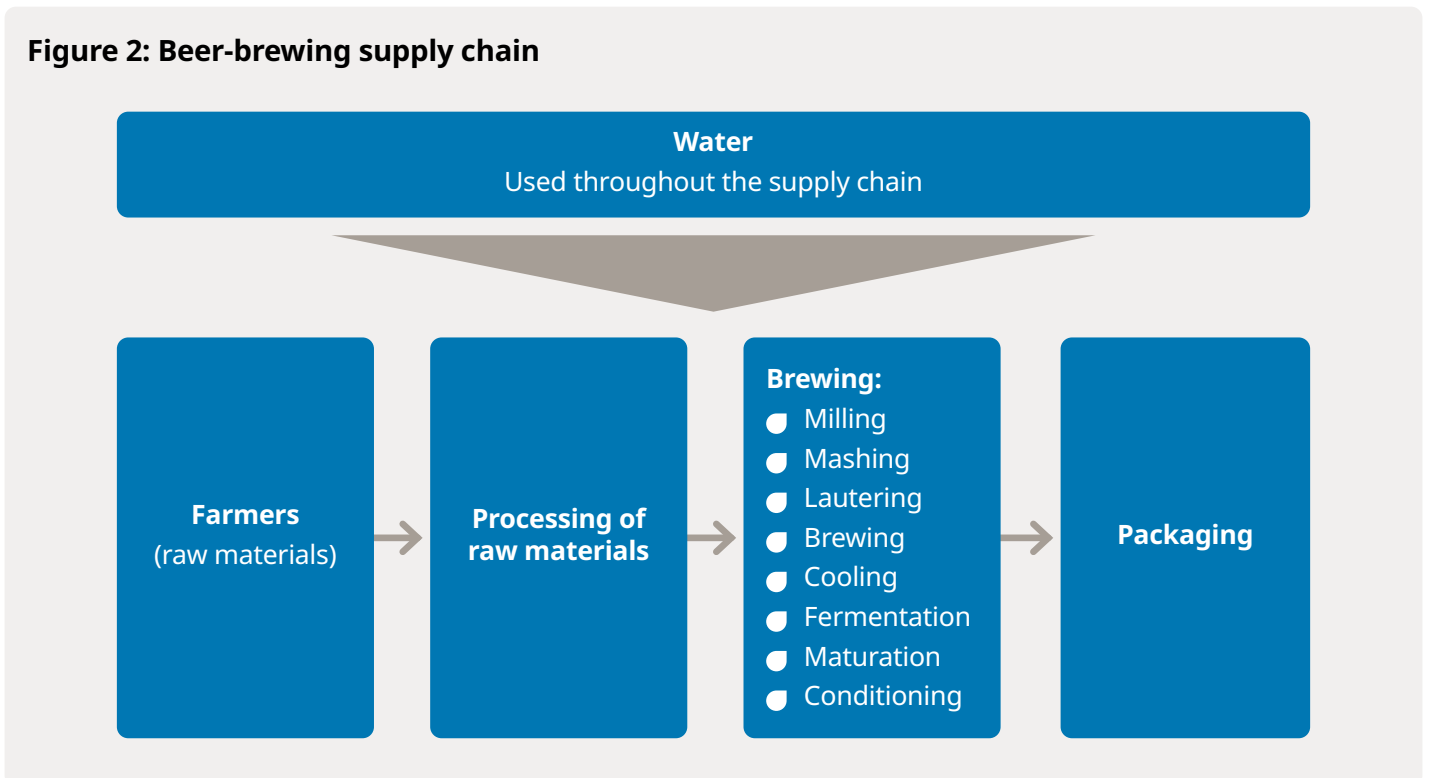 Figure 2: Beer-brewing supply chain
Water
Used throughout the supply chain
Farmers
(raw materials)
Processing of
raw materials
Brewing:
Milling
Mashing
Lautering
Brewing
Cooling
Fermentation
Maturation
Conditioning
Packaging